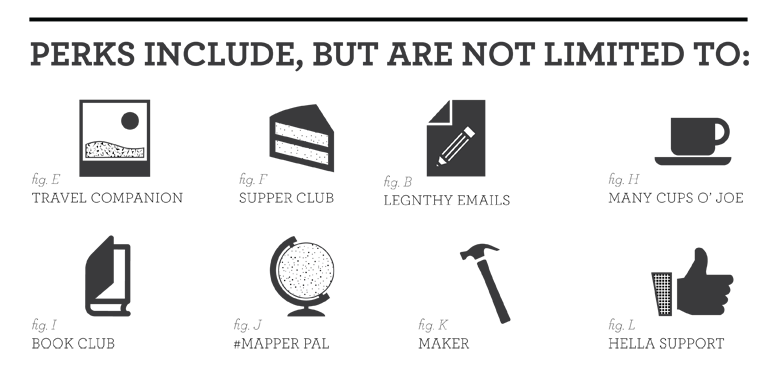 PERKS INCLUDE, BUT ARE NOT LIMITED TO:
fig. E
TRAVEL COMPANION
fig. F
SUPPER CLUB
fig. B
LEGNTHY EMAILS
fig. H
MANY CUPS O' JOE
fig. I
BOOK CLUB
fig. J
#MAPPER PAL
fig. K
MAKER
fig. L
HELLA SUPPORT